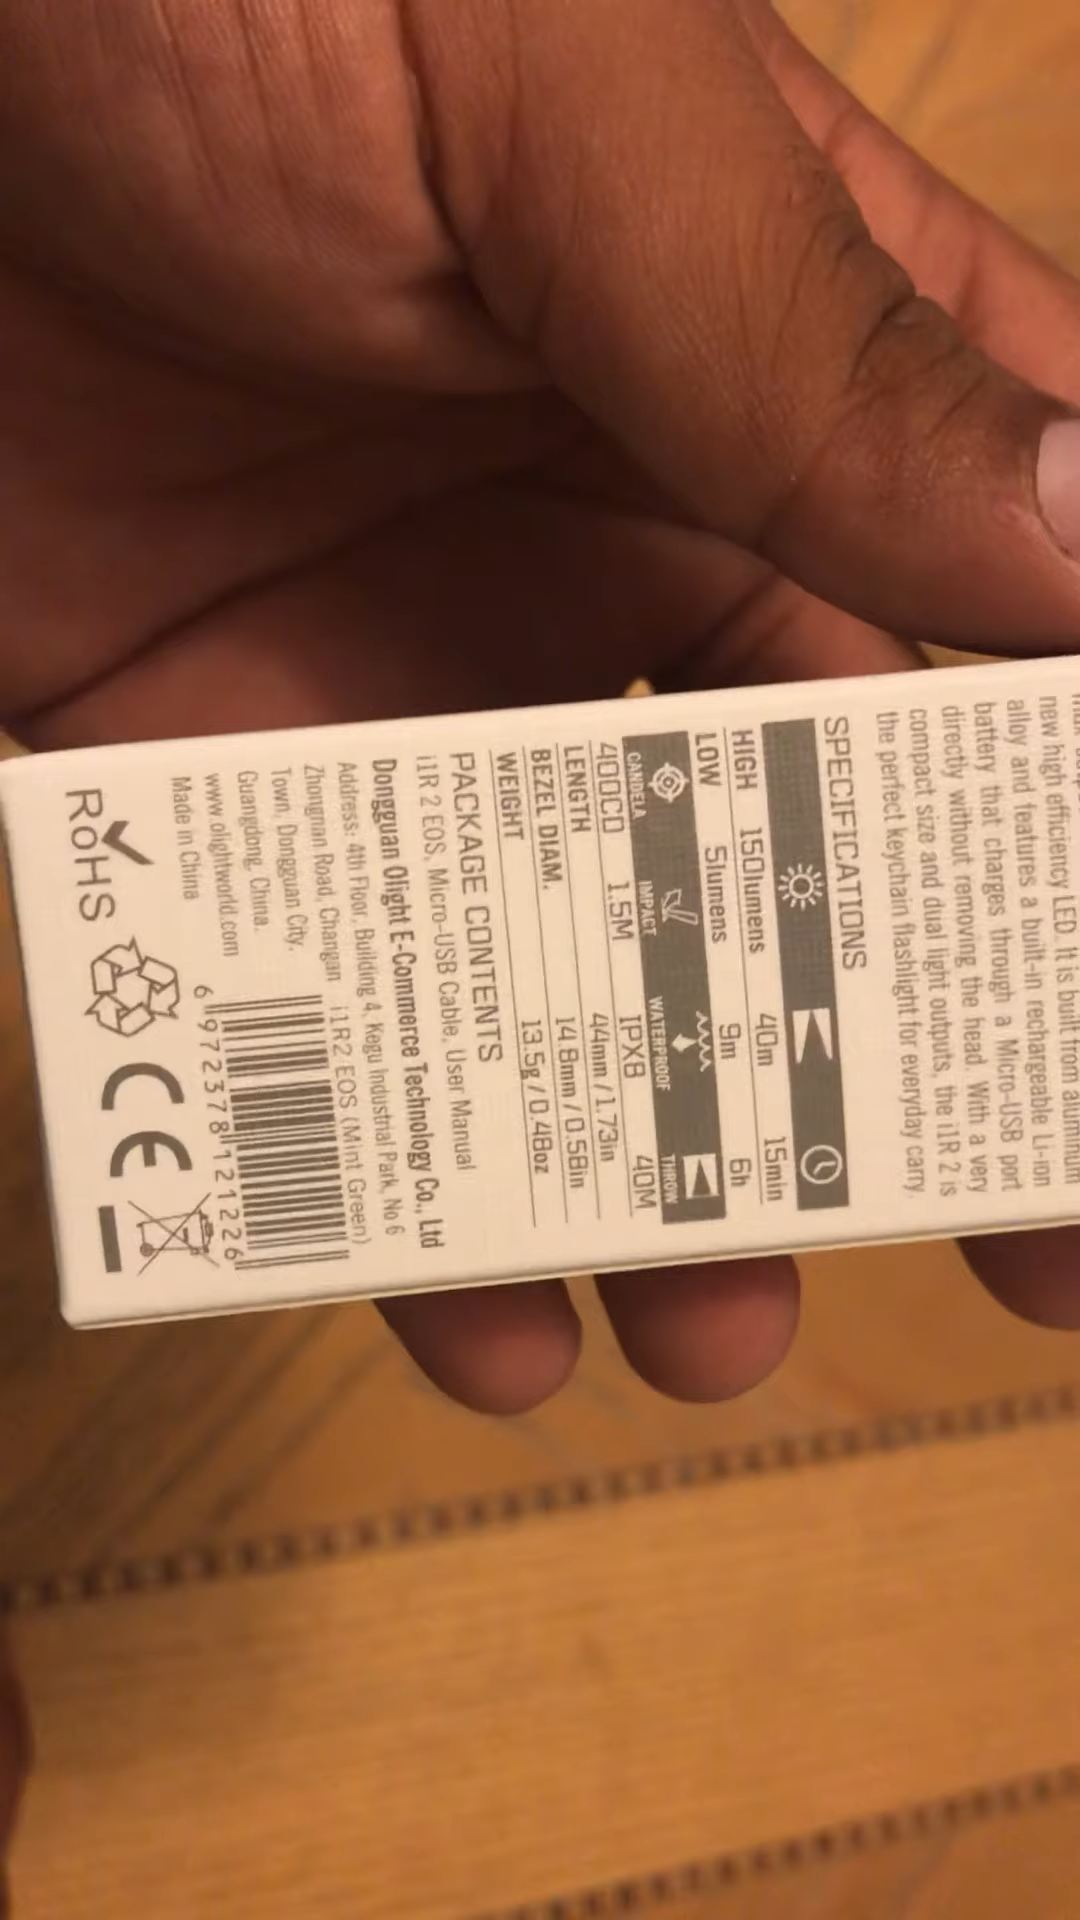 new high efficiency LED. It is built from aluminum
alloy and features a built-in rechargeable Li-ion
battery that charges through a Micro-USB port
directly without removing the head. With a very
compact size and dual light outputs, the i1R 2 is
the perfect keychain flashlight for everyday carry.
SPECIFICATIONS
HIGH 150lumens 40m 15min
LOW 5lumens 9m 6h
CANDELA IMPACT WATERPROOF THROW
400CD 1.5M IPX8 40M
LENGTH 44mm / 1.73in
BEZEL DIAM. 14.8mm / 0.58in
WEIGHT 13.5g / 0.48oz
PACKAGE CONTENTS
i1R 2 EOS, Micro-USB Cable, User Manual
Dongguan Olight E-Commerce Technology Co., Ltd
Address: 4th Floor, Building 4, Kegu Industrial Park, No 6
Zhongnan Road, Changan
Town, Dongguan City,
Guangdong, China.
www.olightworld.com
Made in China
i1R2 EOS (Mint Green)
6 972378 121226
RoHS CE